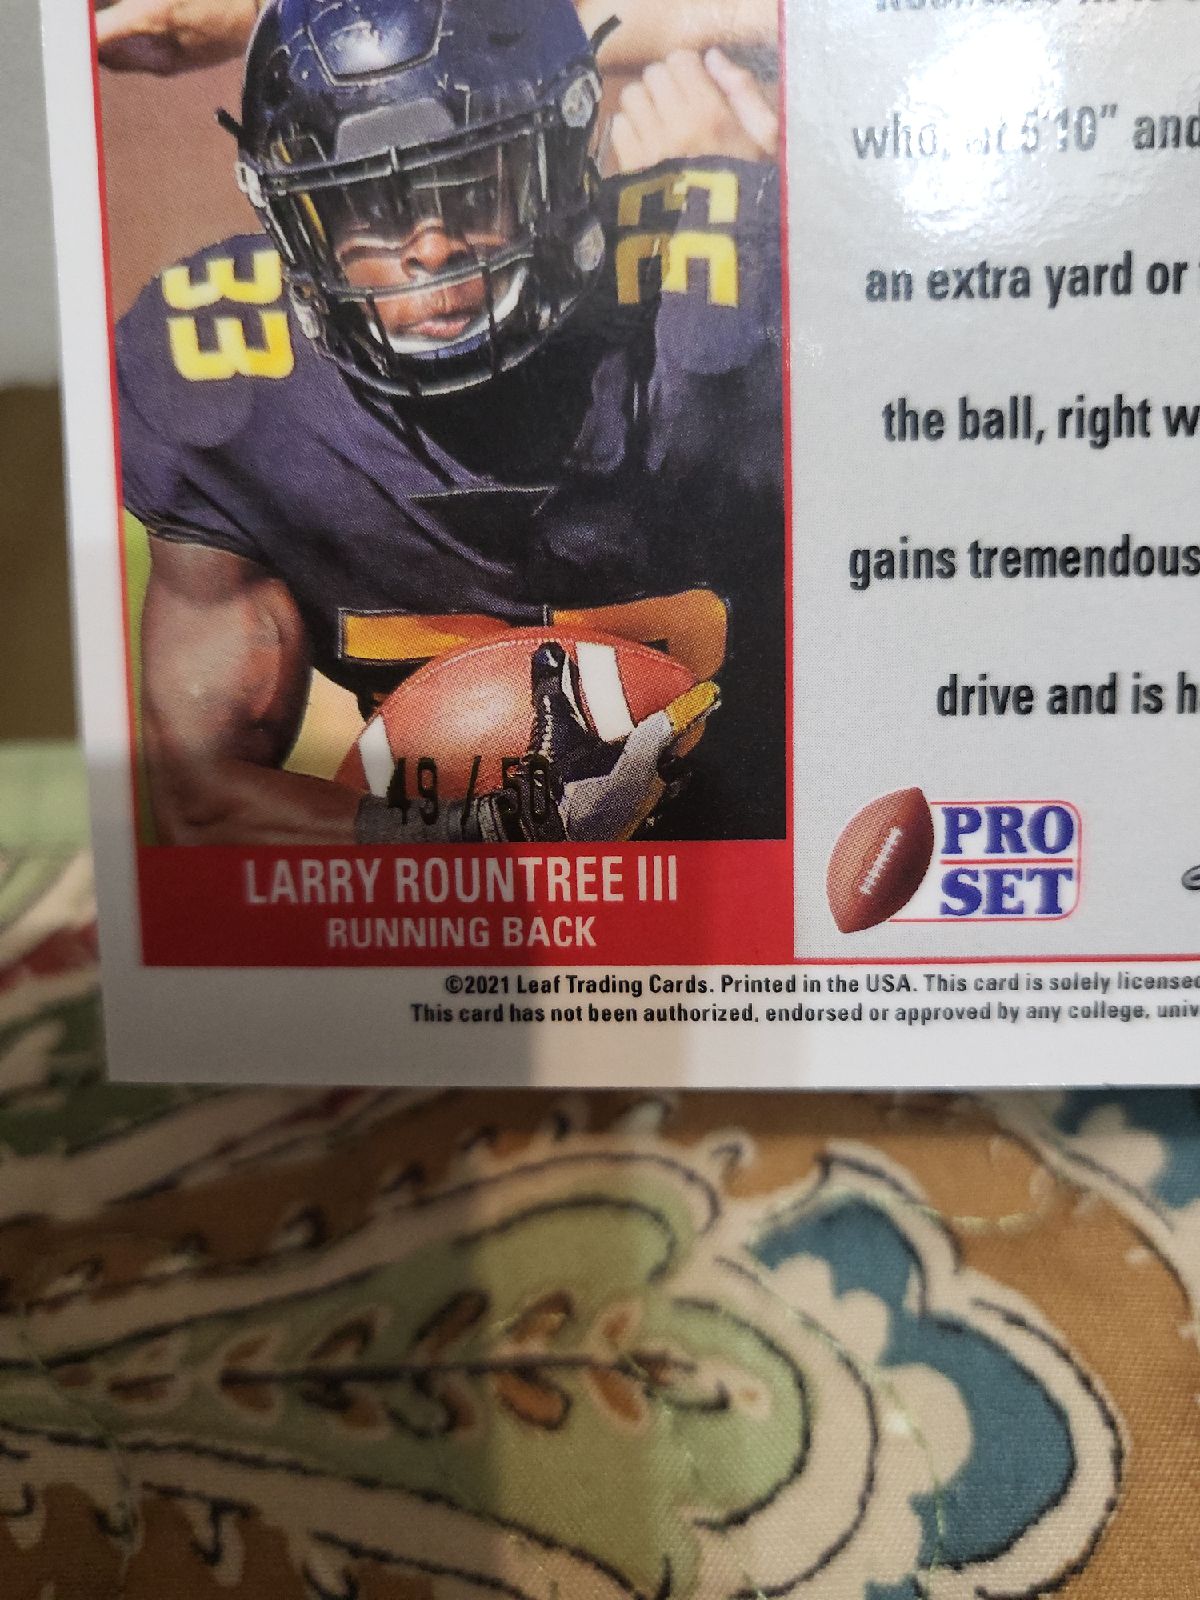 33
33
who, at 5'10" and
an extra yard or
the ball, right w
gains tremendous
drive and is h
49 / 50
LARRY ROUNTREE III
RUNNING BACK
PRO
SET
©2021 Leaf Trading Cards. Printed in the USA. This card is solely licensed
This card has not been authorized, endorsed or approved by any college, univ